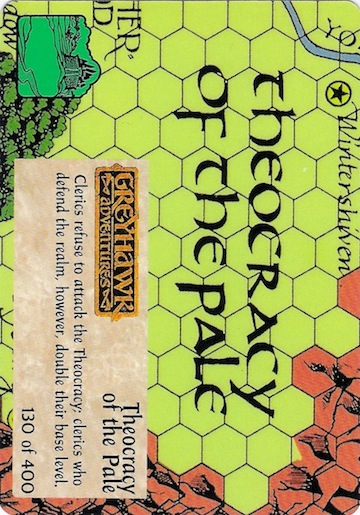 THEOCRACY
OF THE PALE
Wintershiven
GREYHAWK
ADVENTURES
Theocracy
of the Pale
Clerics refuse to attack the Theocracy; clerics who
defend the realm, however, double their base level.
130 of 400